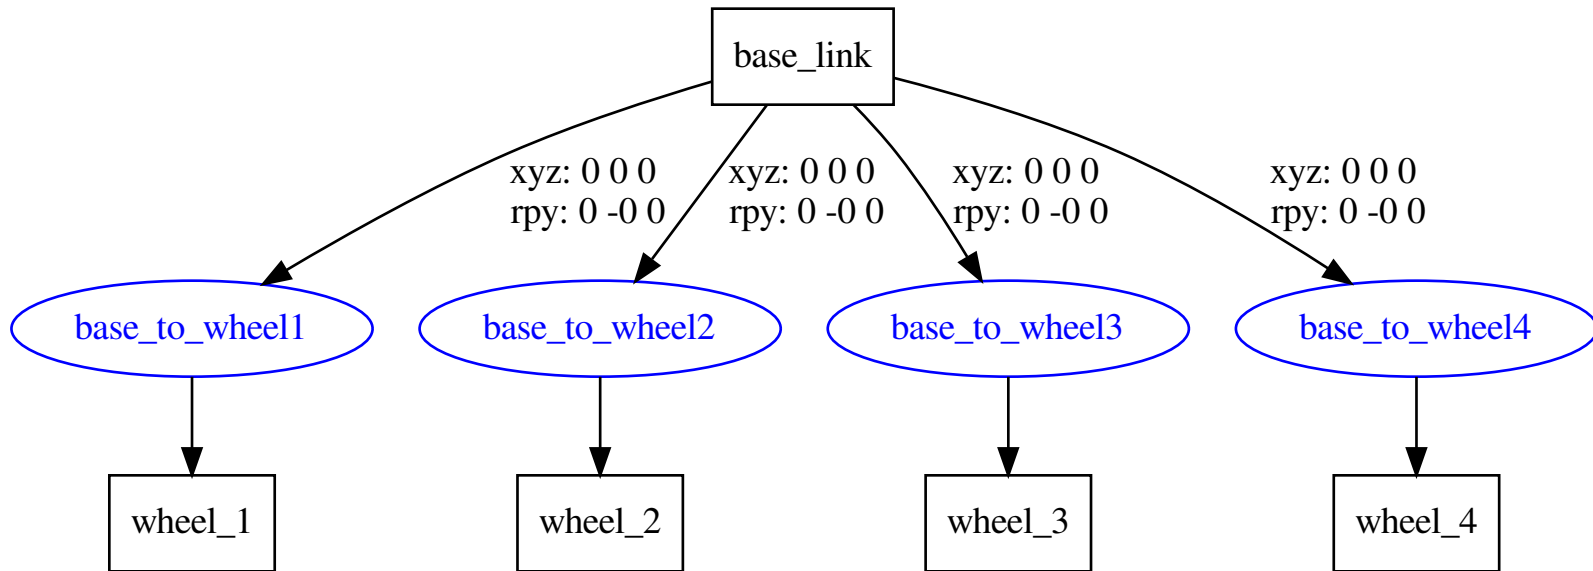 base_link
xyz: 0 0 0
rpy: 0 -0 0
xyz: 0 0 0
rpy: 0 -0 0
xyz: 0 0 0
rpy: 0 -0 0
xyz: 0 0 0
rpy: 0 -0 0
base_to_wheel1
base_to_wheel2
base_to_wheel3
base_to_wheel4
wheel_1
wheel_2
wheel_3
wheel_4